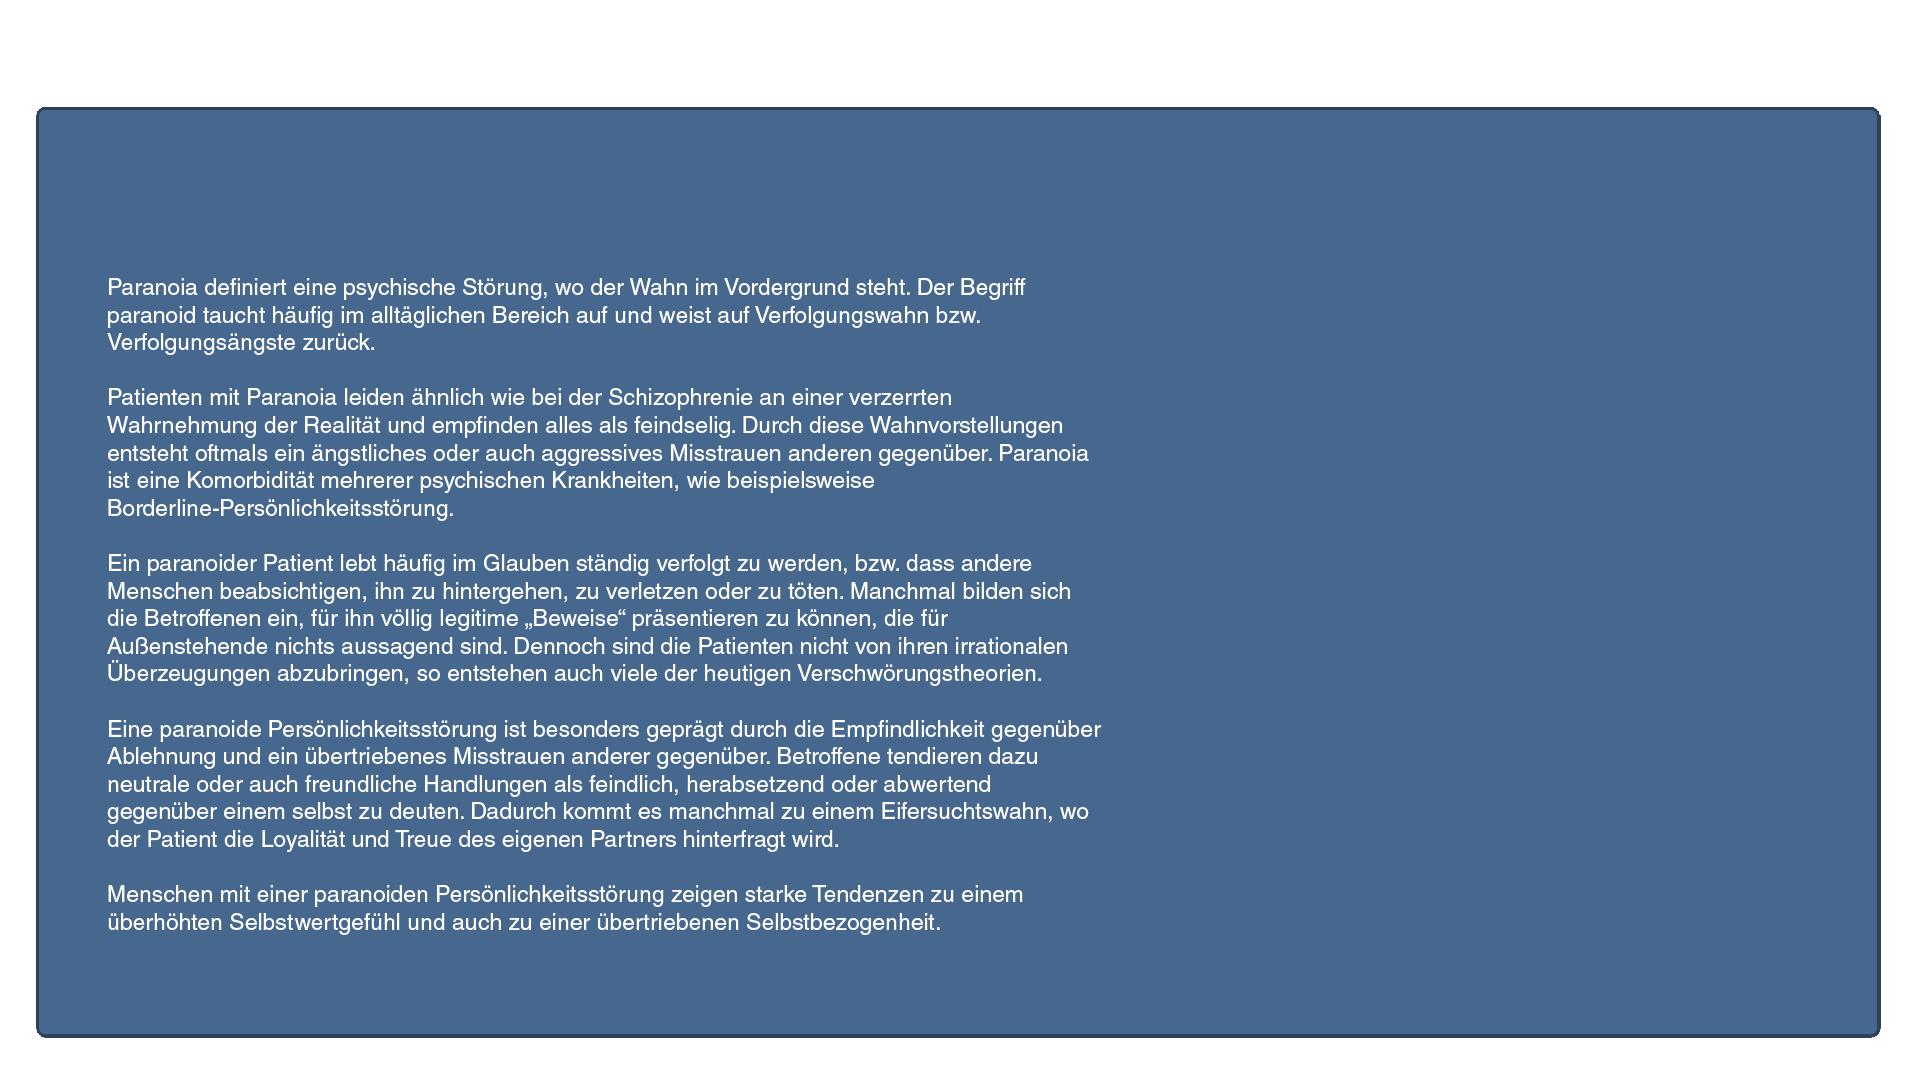 Paranoia definiert eine psychische Störung, wo der Wahn im Vordergrund steht. Der Begriff
paranoid taucht häufig im alltäglichen Bereich auf und weist auf Verfolgungswahn bzw.
Verfolgungsängste zurück.
Patienten mit Paranoia leiden ähnlich wie bei der Schizophrenie an einer verzerrten
Wahrnehmung der Realität und empfinden alles als feindselig. Durch diese Wahnvorstellungen
entsteht oftmals ein ängstliches oder auch aggressives Misstrauen anderen gegenüber. Paranoia
ist eine Komorbidität mehrerer psychischen Krankheiten, wie beispielsweise
Borderline-Persönlichkeitsstörung.
Ein paranoider Patient lebt häufig im Glauben ständig verfolgt zu werden, bzw. dass andere
Menschen beabsichtigen, ihn zu hintergehen, zu verletzen oder zu töten. Manchmal bilden sich
die Betroffenen ein, für ihn völlig legitime „Beweise“ präsentieren zu können, die für
Außenstehende nichts aussagend sind. Dennoch sind die Patienten nicht von ihren irrationalen
Überzeugungen abzubringen, so entstehen auch viele der heutigen Verschwörungstheorien.
Eine paranoide Persönlichkeitsstörung ist besonders geprägt durch die Empfindlichkeit gegenüber
Ablehnung und ein übertriebenes Misstrauen anderer gegenüber. Betroffene tendieren dazu
neutrale oder auch freundliche Handlungen als feindlich, herabsetzend oder abwertend
gegenüber einem selbst zu deuten. Dadurch kommt es manchmal zu einem Eifersuchtswahn, wo
der Patient die Loyalität und Treue des eigenen Partners hinterfragt wird.
Menschen mit einer paranoiden Persönlichkeitsstörung zeigen starke Tendenzen zu einem
überhöhten Selbstwertgefühl und auch zu einer übertriebenen Selbstbezogenheit.